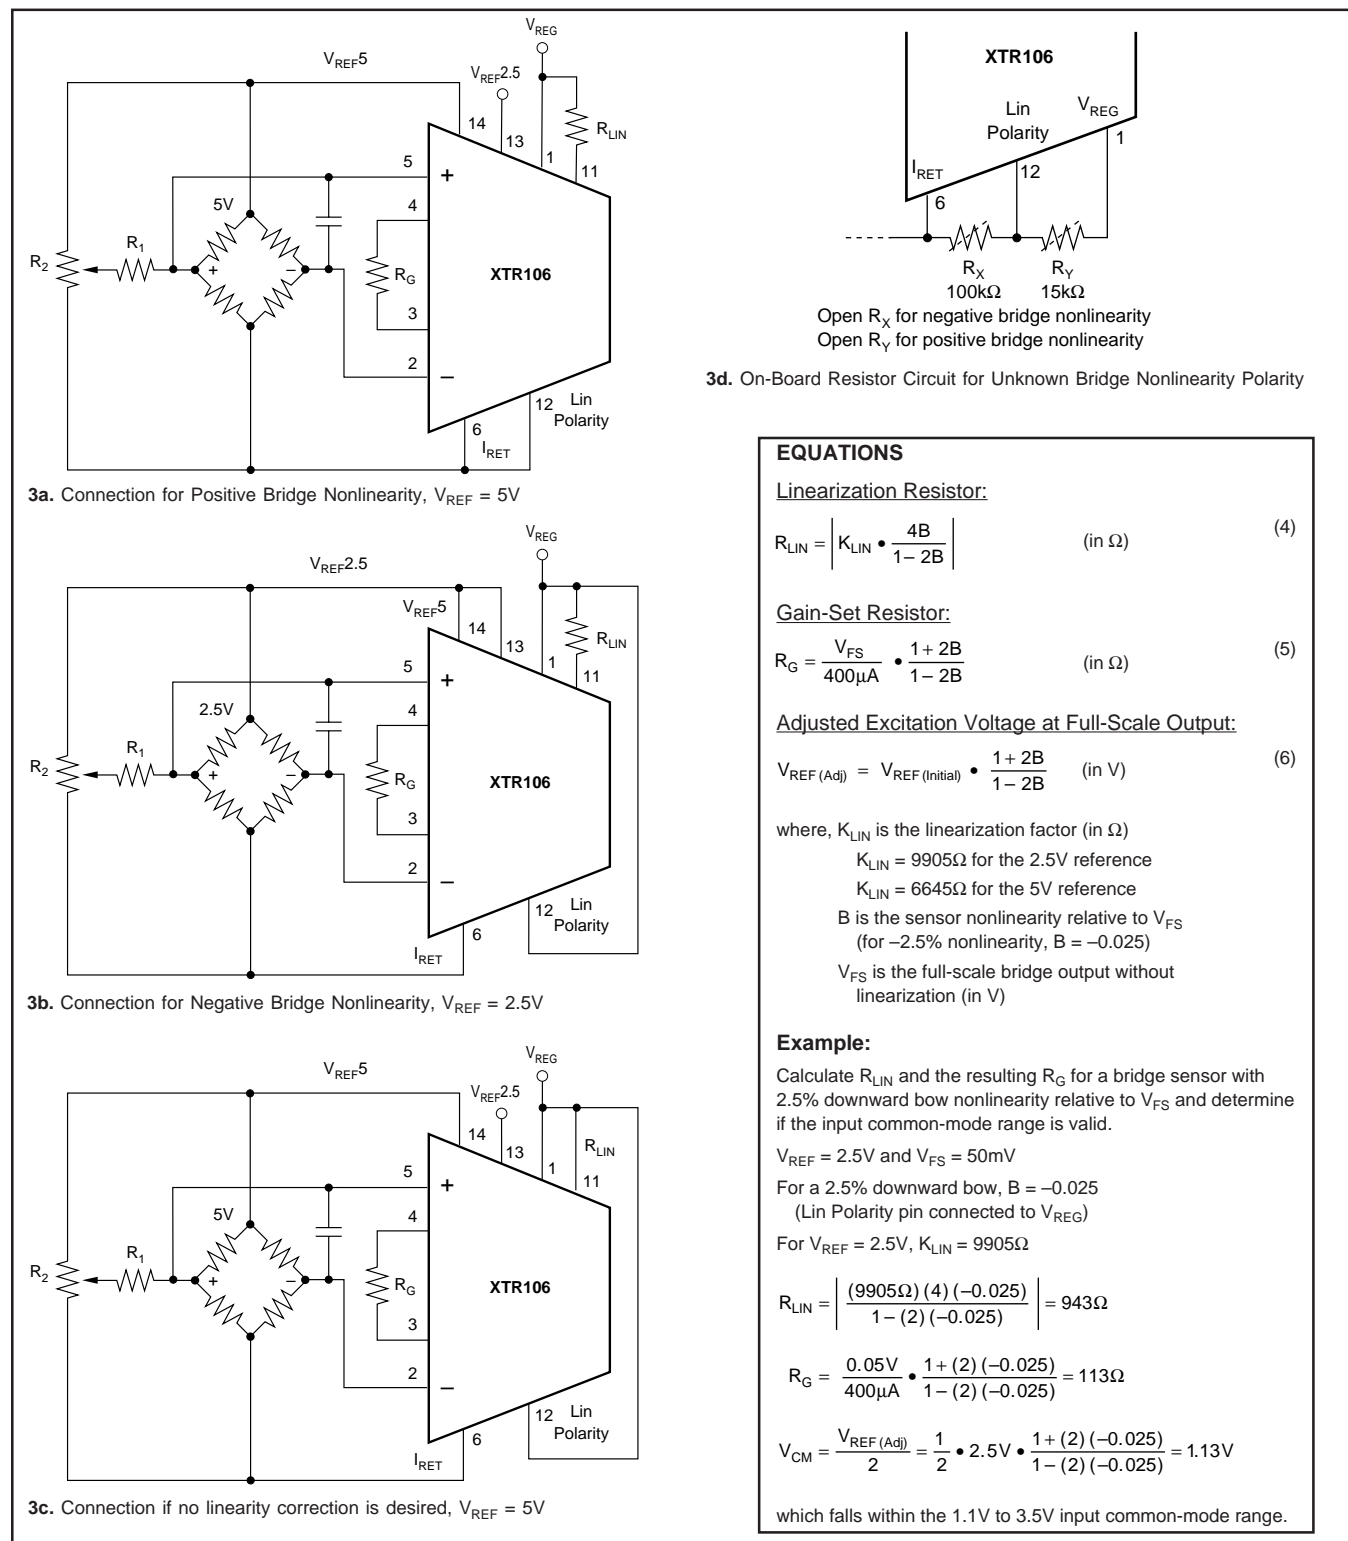 V_REG
V_REF5
V_REF2.5
R_LIN
14
13
1
11
5
+
4
5V
R_1
R_2
+
–
R_G
XTR106
3
2
–
12 Lin
Polarity
6
I_RET
3a. Connection for Positive Bridge Nonlinearity, V_REF = 5V
V_REG
V_REF2.5
V_REF5
R_LIN
14
13
1
11
5
+
4
2.5V
R_1
R_2
+
–
R_G
XTR106
3
2
–
12 Lin
Polarity
6
I_RET
3b. Connection for Negative Bridge Nonlinearity, V_REF = 2.5V
V_REG
V_REF5
V_REF2.5
R_LIN
14
13
1
11
5
+
4
5V
R_1
R_2
+
–
R_G
XTR106
3
2
–
12 Lin
Polarity
6
I_RET
3c. Connection if no linearity correction is desired, V_REF = 5V
XTR106
Lin
Polarity
V_REG
1
I_RET
12
6
R_X
100kΩ
R_Y
15kΩ
Open R_X for negative bridge nonlinearity
Open R_Y for positive bridge nonlinearity
3d. On-Board Resistor Circuit for Unknown Bridge Nonlinearity Polarity
EQUATIONS
Linearization Resistor:
R_LIN = | K_LIN • 4B / (1 – 2B) | (in Ω) (4)
Gain-Set Resistor:
R_G = V_FS / 400µA • (1 + 2B) / (1 – 2B) (in Ω) (5)
Adjusted Excitation Voltage at Full-Scale Output:
V_REF (Adj) = V_REF (Initial) • (1 + 2B) / (1 – 2B) (in V) (6)
where, K_LIN is the linearization factor (in Ω)
K_LIN = 9905Ω for the 2.5V reference
K_LIN = 6645Ω for the 5V reference
B is the sensor nonlinearity relative to V_FS
(for –2.5% nonlinearity, B = –0.025)
V_FS is the full-scale bridge output without
linearization (in V)
Example:
Calculate R_LIN and the resulting R_G for a bridge sensor with
2.5% downward bow nonlinearity relative to V_FS and determine
if the input common-mode range is valid.
V_REF = 2.5V and V_FS = 50mV
For a 2.5% downward bow, B = –0.025
(Lin Polarity pin connected to V_REG)
For V_REF = 2.5V, K_LIN = 9905Ω
R_LIN = | (9905Ω) (4) (–0.025) / 1 – (2) (–0.025) | = 943Ω
R_G = 0.05V / 400µA • 1 + (2) (–0.025) / 1 – (2) (–0.025) = 113Ω
V_CM = V_REF (Adj) / 2 = 1 / 2 • 2.5V • 1 + (2) (–0.025) / 1 – (2) (–0.025) = 1.13V
which falls within the 1.1V to 3.5V input common-mode range.